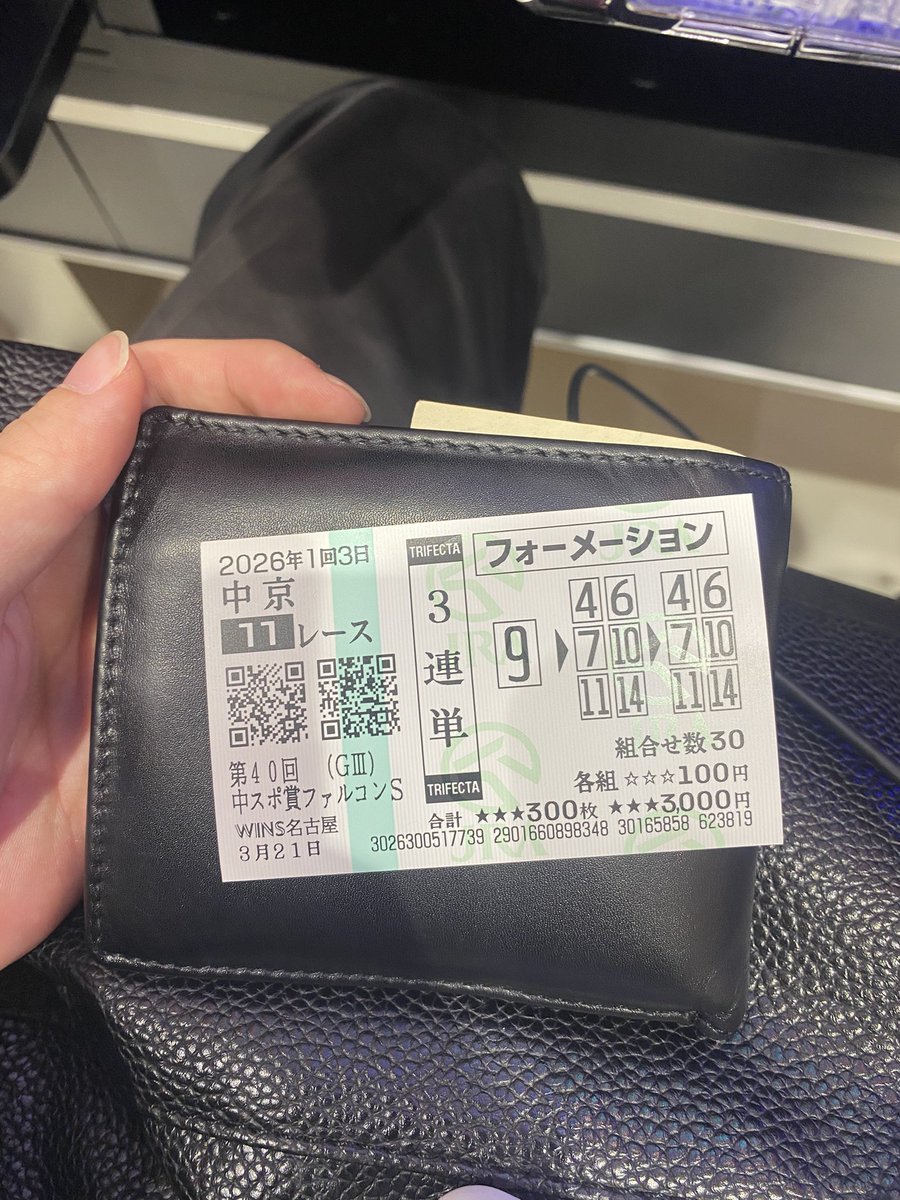 2026年1回3日
中京
11レース
第40回 (GⅢ)
中スポ賞ファルコンS
WINS名古屋
3月21日
TRIFECTA
3連単
TRIFECTA
フォーメーション
4 6 4 6
9 ▶ 7 10 ▶ 7 10
11 14 11 14
組合せ数30
各組 ☆☆☆100円
合計 ★★★300枚 ★★★3,000円
3026300517739 2901660898348 30165858 623819
JRA